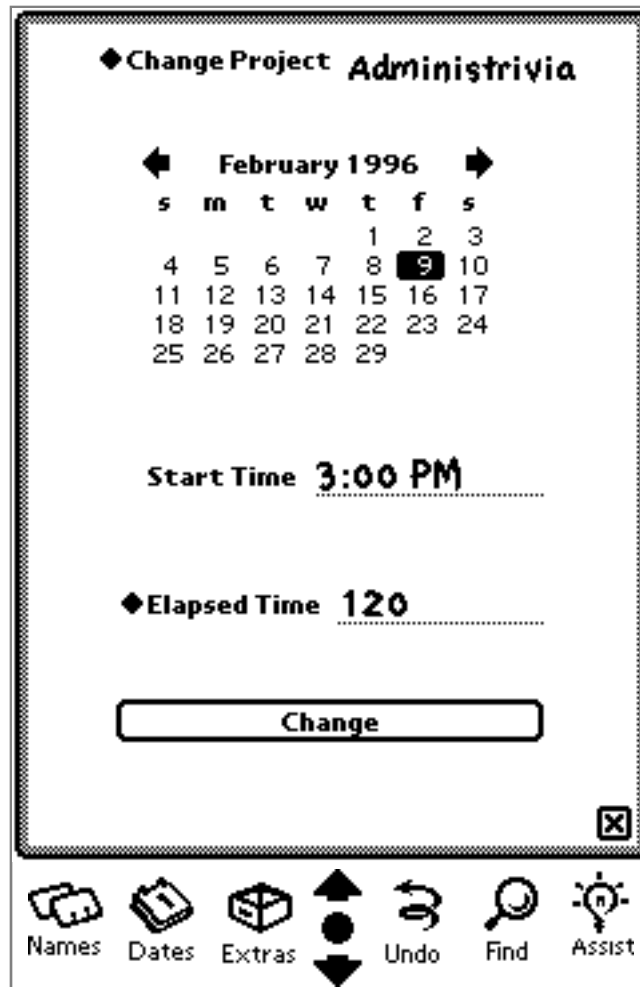 ◆Change Project Administrivia
February 1996
s m t w t f s
1 2 3
4 5 6 7 8 9 10
11 12 13 14 15 16 17
18 19 20 21 22 23 24
25 26 27 28 29
Start Time 3:00 PM
◆Elapsed Time 120
Change
Names Dates Extras Undo Find Assist